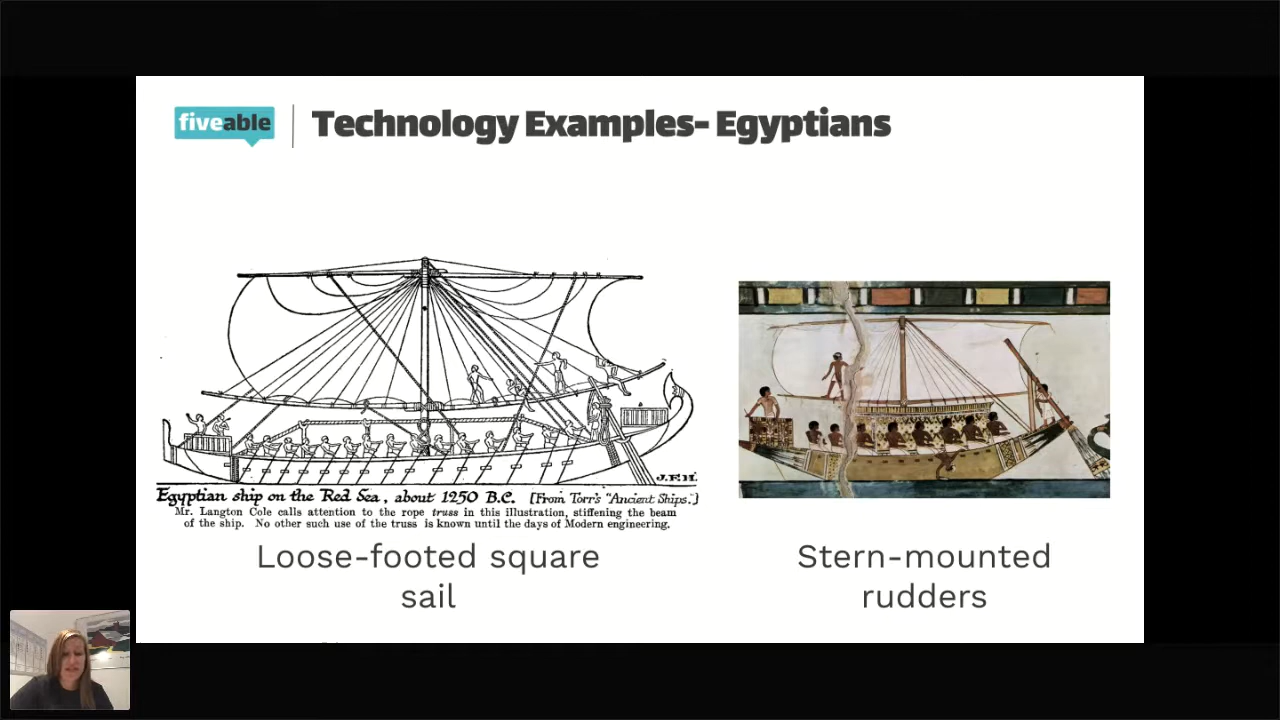 fiveable
Technology Examples- Egyptians
J.F.H.
Egyptian ship on the Red Sea, about 1250 B.C. [From Torr's "Ancient Ships."]
Mr. Langton Cole calls attention to the rope truss in this illustration, stiffening the beam
of the ship. No other such use of the truss is known until the days of Modern engineering.
Loose-footed square
sail
Stern-mounted
rudders